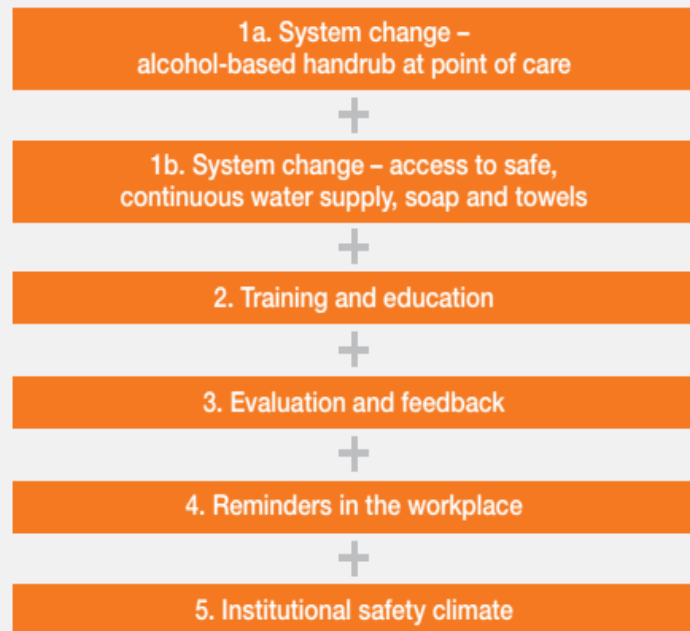 1a. System change –
alcohol-based handrub at point of care
+
1b. System change – access to safe,
continuous water supply, soap and towels
+
2. Training and education
+
3. Evaluation and feedback
+
4. Reminders in the workplace
+
5. Institutional safety climate